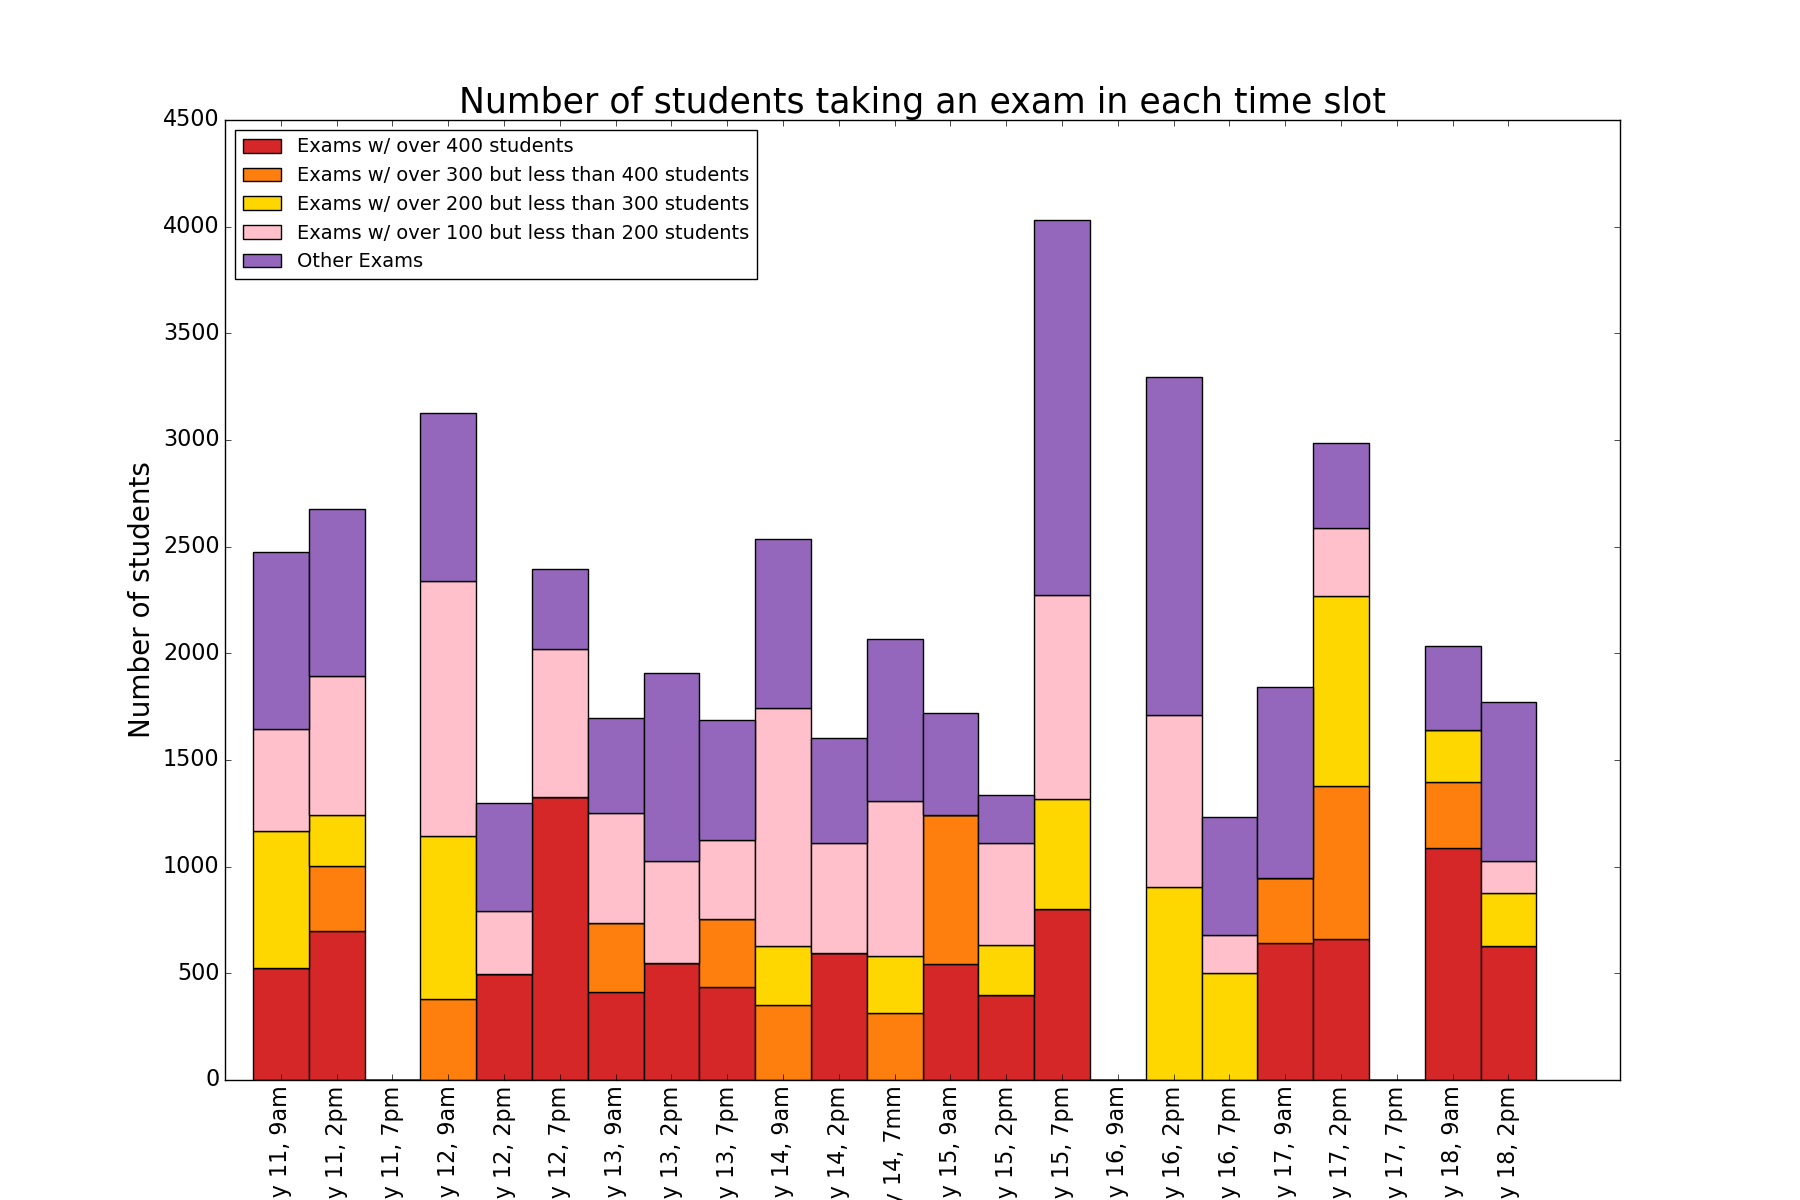 Number of students taking an exam in each time slot
Exams w/ over 400 students
Exams w/ over 300 but less than 400 students
Exams w/ over 200 but less than 300 students
Exams w/ over 100 but less than 200 students
Other Exams
Number of students
4500
4000
3500
3000
2500
2000
1500
1000
500
0
y 11, 9am
y 11, 2pm
y 11, 7pm
y 12, 9am
y 12, 2pm
y 12, 7pm
y 13, 9am
y 13, 2pm
y 13, 7pm
y 14, 9am
y 14, 2pm
y 14, 7mm
y 15, 9am
y 15, 2pm
y 15, 7pm
y 16, 9am
y 16, 2pm
y 16, 7pm
y 17, 9am
y 17, 2pm
y 17, 7pm
y 18, 9am
y 18, 2pm